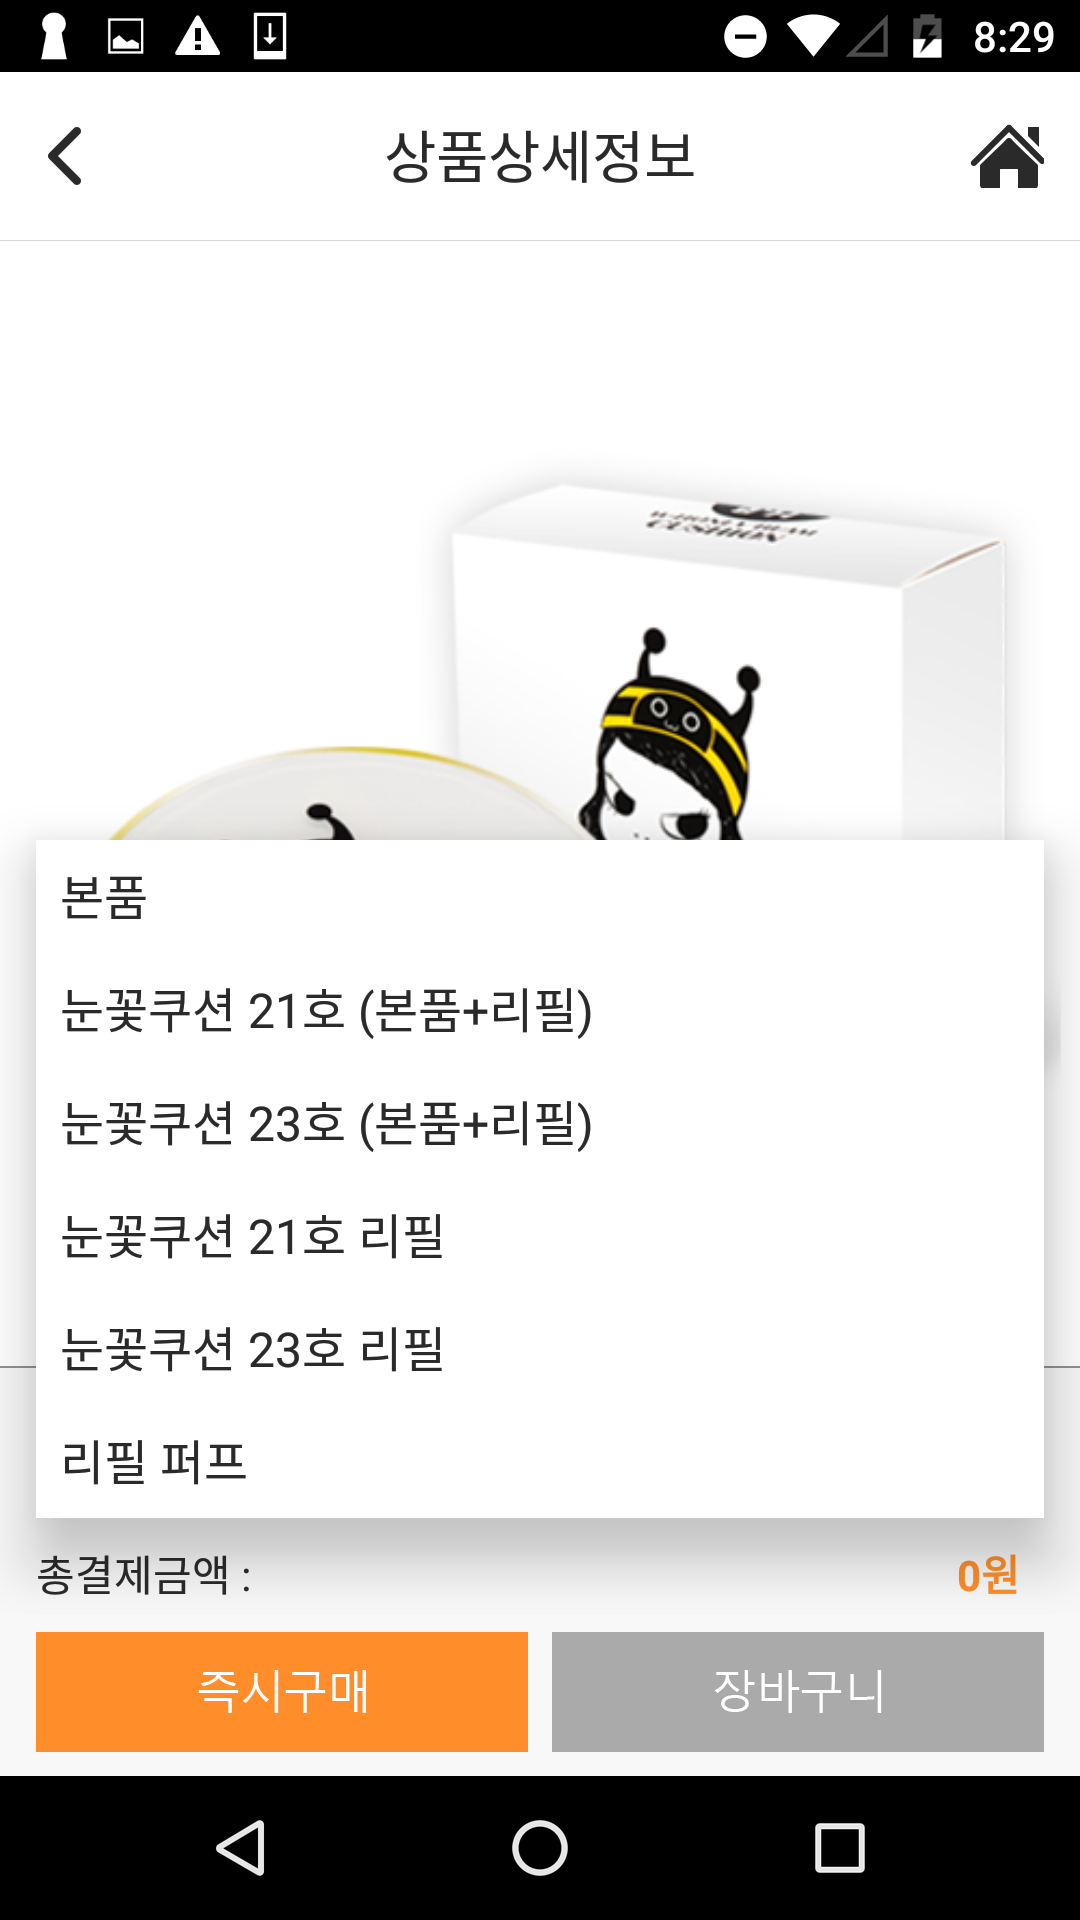 8:29
상품상세정보
CUSHION
본품
눈꽃쿠션 21호 (본품+리필)
눈꽃쿠션 23호 (본품+리필)
눈꽃쿠션 21호 리필
눈꽃쿠션 23호 리필
리필 퍼프
총결제금액 :
0원
즉시구매
장바구니